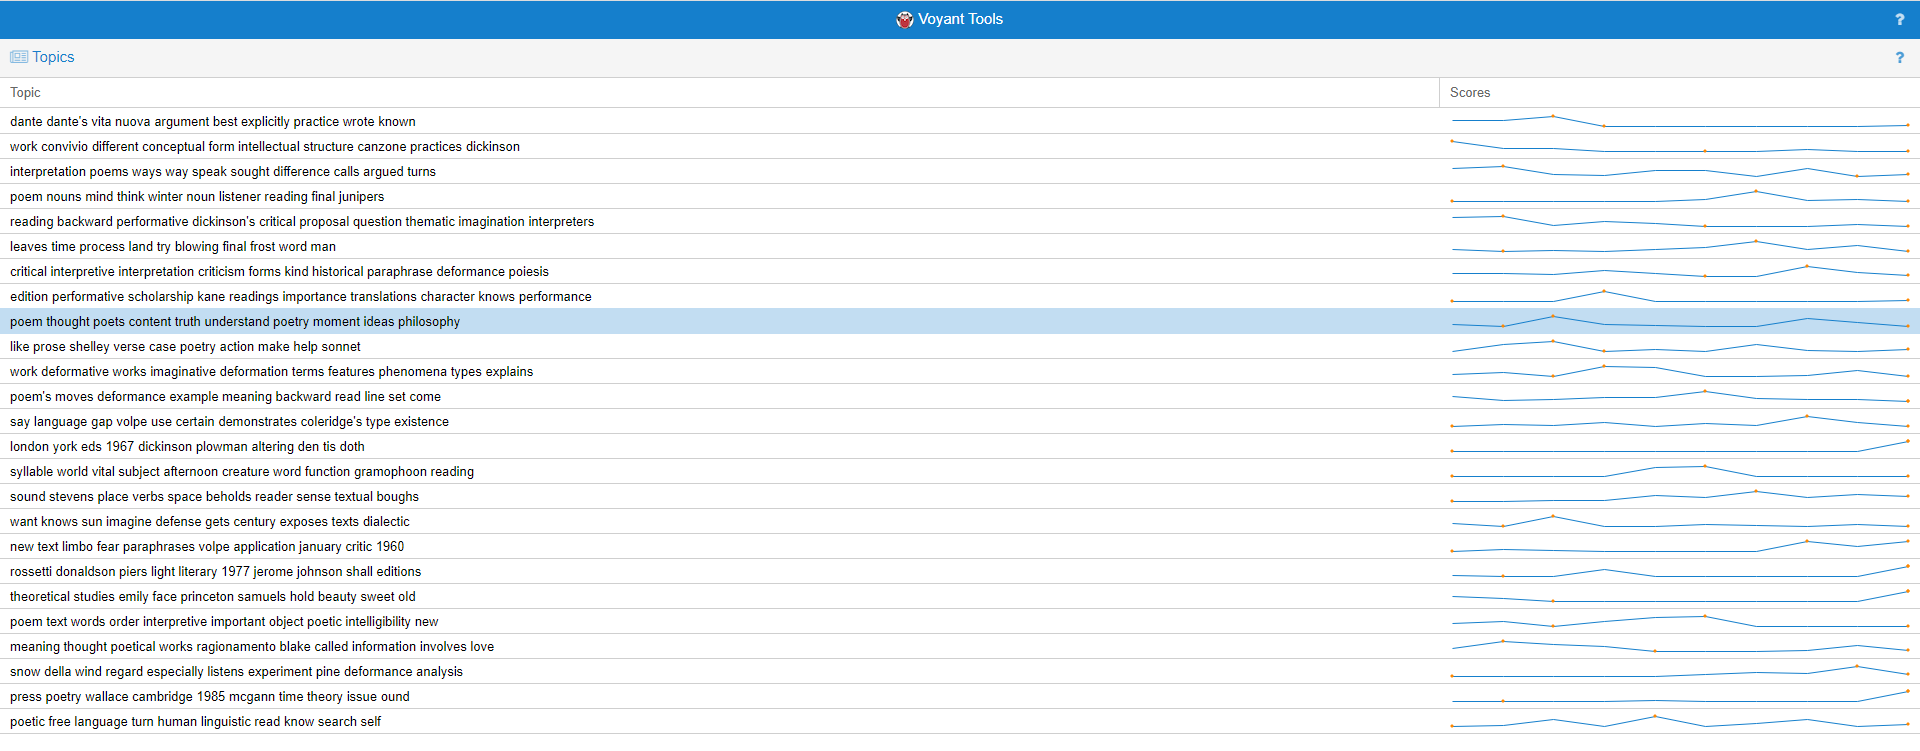 Voyant Tools
?
Topics
?
Topic
Scores
dante dante's vita nuova argument best explicitly practice wrote known
work convivio different conceptual form intellectual structure canzone practices dickinson
interpretation poems ways way speak sought difference calls argued turns
poem nouns mind think winter noun listener reading final junipers
reading backward performative dickinson's critical proposal question thematic imagination interpreters
leaves time process land try blowing final frost word man
critical interpretive interpretation criticism forms kind historical paraphrase deformance poiesis
edition performative scholarship kane readings importance translations character knows performance
poem thought poets content truth understand poetry moment ideas philosophy
like prose shelley verse case poetry action make help sonnet
work deformative works imaginative deformation terms features phenomena types explains
poem's moves deformance example meaning backward read line set come
say language gap volpe use certain demonstrates coleridge's type existence
london york eds 1967 dickinson plowman altering den tis doth
syllable world vital subject afternoon creature word function gramophoon reading
sound stevens place verbs space beholds reader sense textual boughs
want knows sun imagine defense gets century exposes texts dialectic
new text limbo fear paraphrases volpe application january critic 1960
rossetti donaldson piers light literary 1977 jerome johnson shall editions
theoretical studies emily face princeton samuels hold beauty sweet old
poem text words order interpretive important object poetic intelligibility new
meaning thought poetical works ragionamento blake called information involves love
snow della wind regard especially listens experiment pine deformance analysis
press poetry wallace cambridge 1985 mcgann time theory issue ound
poetic free language turn human linguistic read know search self